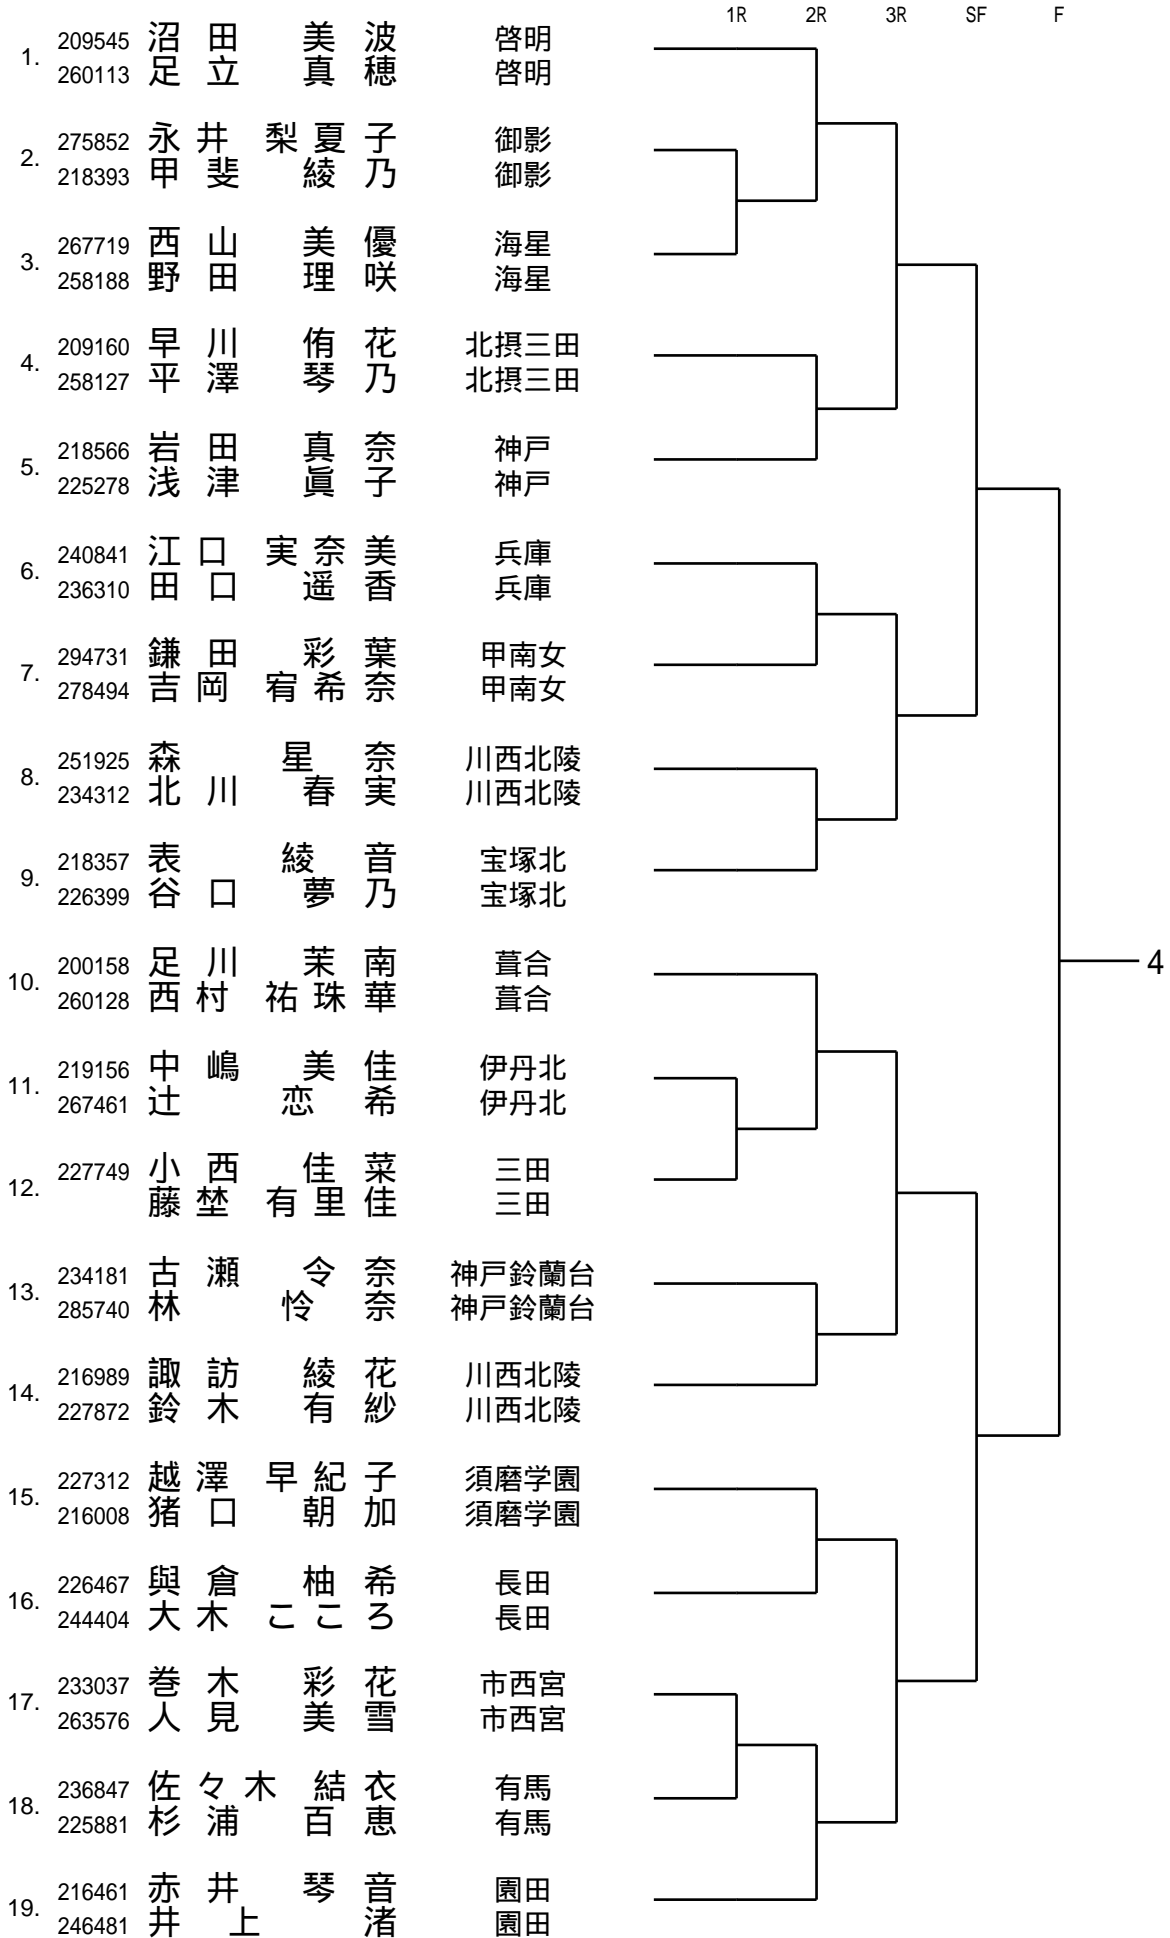 1R 2R 3R SF F
1. 209545 沼田 美波 啓明
260113 足立 真穂 啓明
2. 275852 永井 梨夏子 御影
218393 甲斐 綾乃 御影
3. 267719 西山 美優 海星
258188 野田 理咲 海星
4. 209160 早川 侑花 北摂三田
258127 平澤 琴乃 北摂三田
5. 218566 岩田 真奈 神戸
225278 浅津 眞子 神戸
6. 240841 江口 実奈美 兵庫
236310 田口 遥香 兵庫
7. 294731 鎌田 彩葉 甲南女
278494 吉岡 宥希奈 甲南女
8. 251925 森 星奈 川西北陵
234312 北川 春実 川西北陵
9. 218357 表 綾音 宝塚北
226399 谷口 夢乃 宝塚北
10. 200158 足川 茉南 葺合
260128 西村 祐珠華 葺合
4
11. 219156 中嶋 美佳 伊丹北
267461 辻 恋希 伊丹北
12. 227749 小西 佳菜 三田
藤埜 有里佳 三田
13. 234181 古瀬 令奈 神戸鈴蘭台
285740 林 怜奈 神戸鈴蘭台
14. 216989 諏訪 綾花 川西北陵
227872 鈴木 有紗 川西北陵
15. 227312 越澤 早紀子 須磨学園
216008 猪口 朝加 須磨学園
16. 226467 與倉 柚希 長田
244404 大木 こころ 長田
17. 233037 巻木 彩花 市西宮
263576 人見 美雪 市西宮
18. 236847 佐々木 結衣 有馬
225881 杉浦 百恵 有馬
19. 216461 赤井 琴音 園田
246481 井上 渚 園田